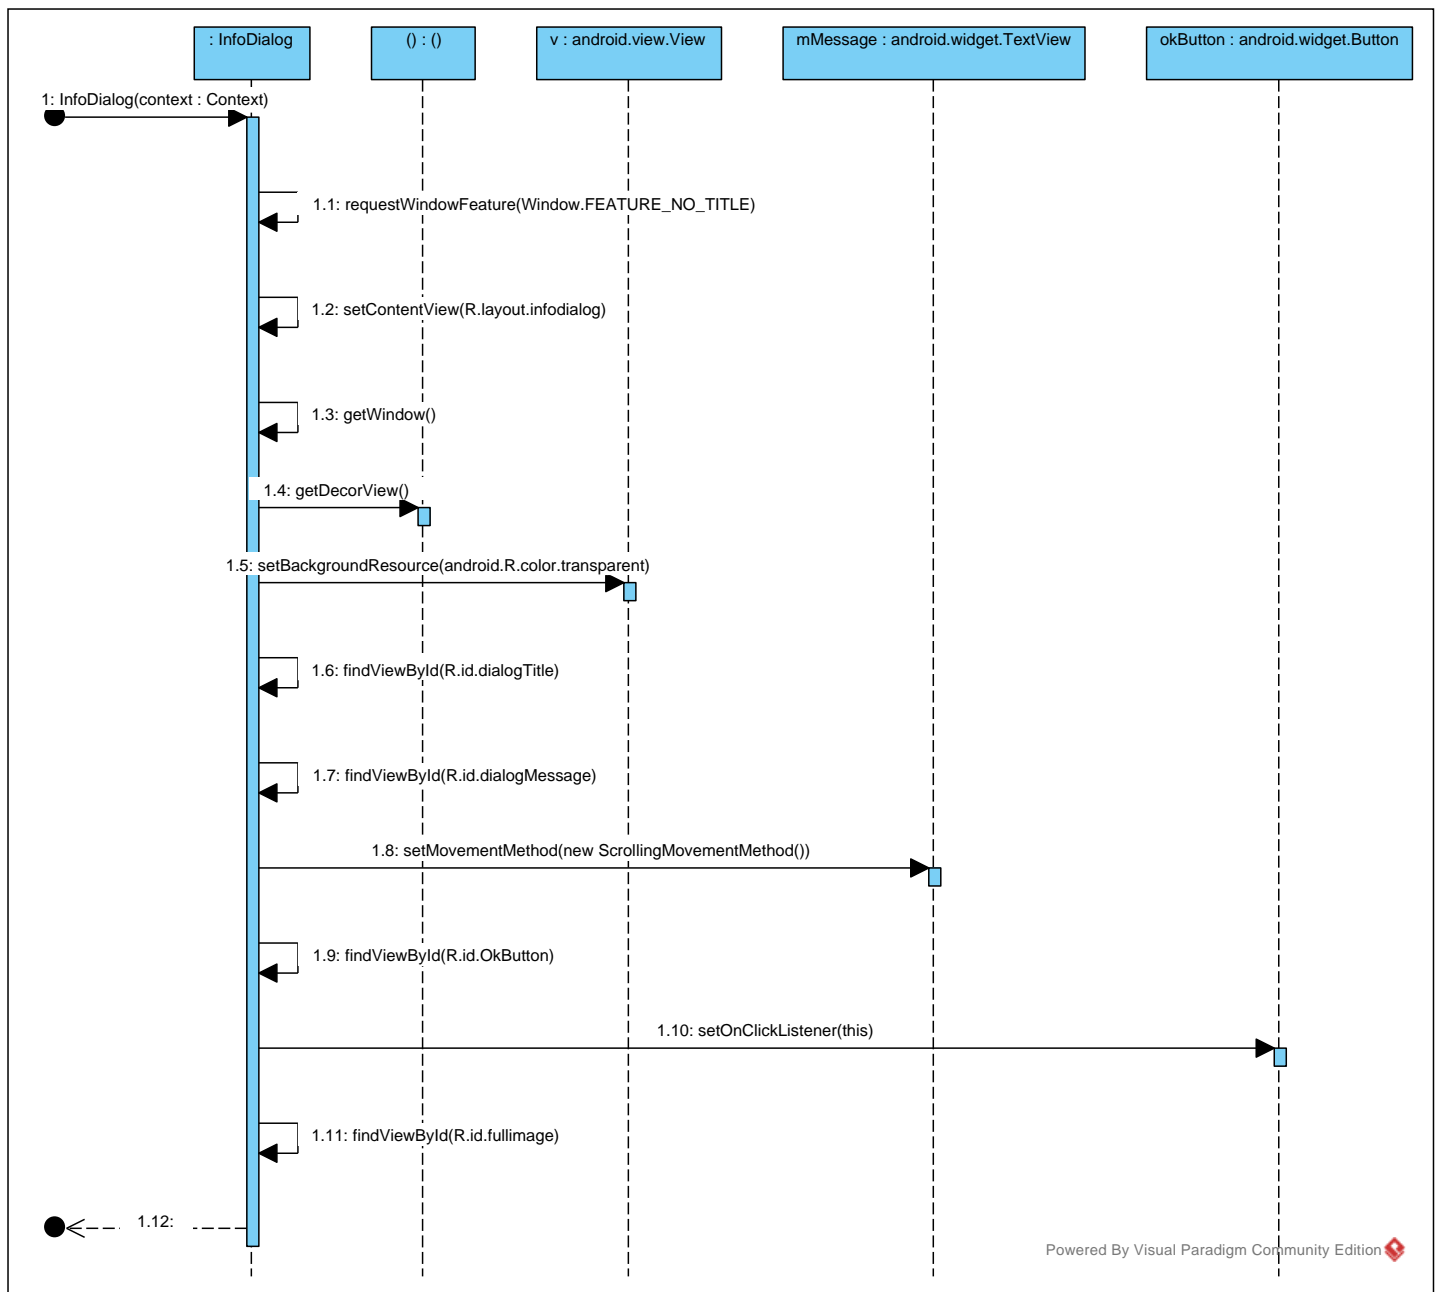 : InfoDialog
() : ()
v : android.view.View
mMessage : android.widget.TextView
okButton : android.widget.Button
1: InfoDialog(context : Context)
1.1: requestWindowFeature(Window.FEATURE_NO_TITLE)
1.2: setContentView(R.layout.infodialog)
1.3: getWindow()
1.4: getDecorView()
1.5: setBackgroundResource(android.R.color.transparent)
1.6: findViewById(R.id.dialogTitle)
1.7: findViewById(R.id.dialogMessage)
1.8: setMovementMethod(new ScrollingMovementMethod())
1.9: findViewById(R.id.OkButton)
1.10: setOnClickListener(this)
1.11: findViewById(R.id.fullimage)
1.12:
Powered By Visual Paradigm Community Edition